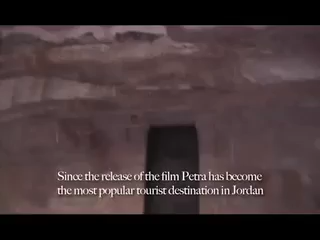 Since the release of the film Petra has become
the most popular tourist destination in Jordan